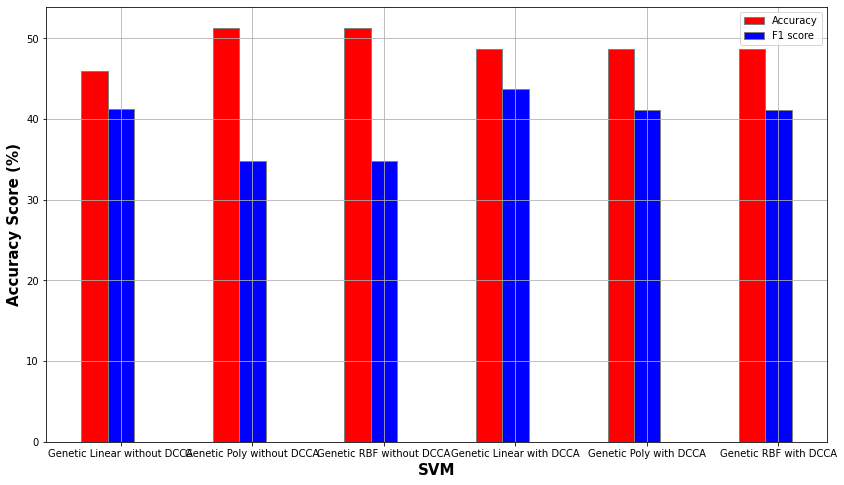 Accuracy
F1 score
Accuracy Score (%)
50
40
30
20
10
0
Genetic Linear without DCCA
Genetic Poly without DCCA
Genetic RBF without DCCA
Genetic Linear with DCCA
Genetic Poly with DCCA
Genetic RBF with DCCA
SVM